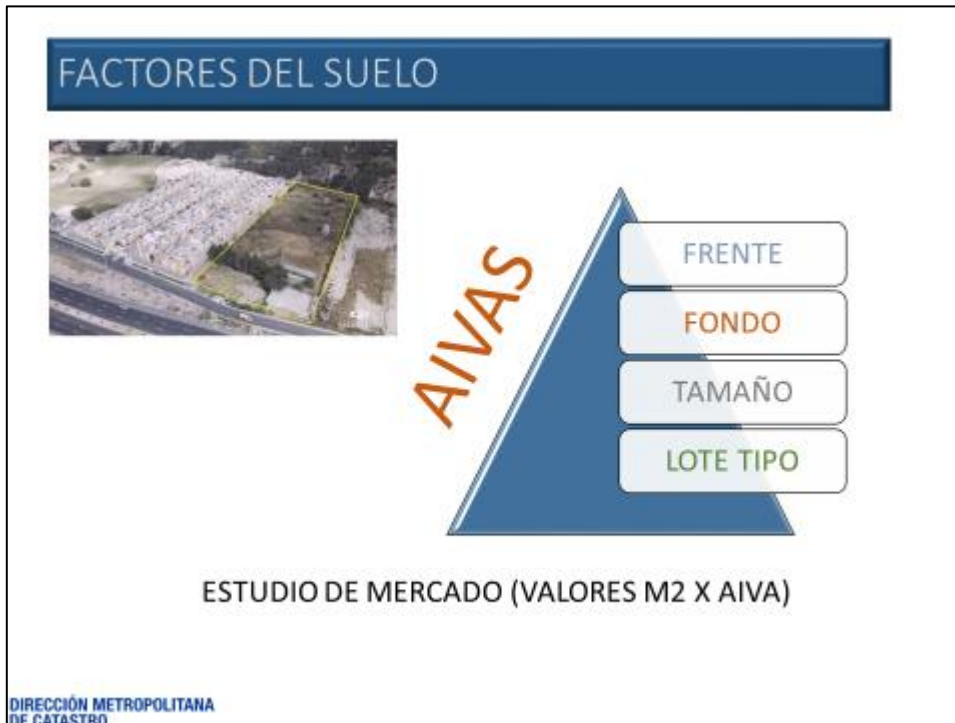 FACTORES DEL SUELO
AIVAS
FRENTE
FONDO
TAMAÑO
LOTE TIPO
ESTUDIO DE MERCADO (VALORES M2 X AIVA)
DIRECCIÓN METROPOLITANA
DE CATASTRO